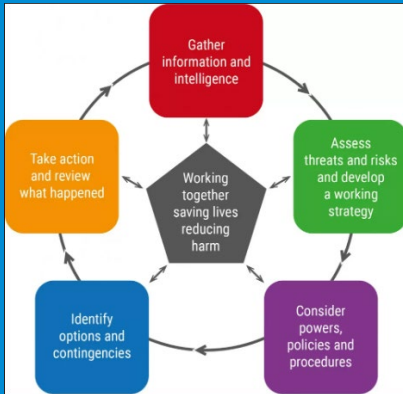 Gather
information and
intelligence
Assess
threats and risks
and develop
a working
strategy
Consider
powers,
policies and
procedures
Identify
options and
contingencies
Take action
and review
what happened
Working
together
saving lives
reducing
harm